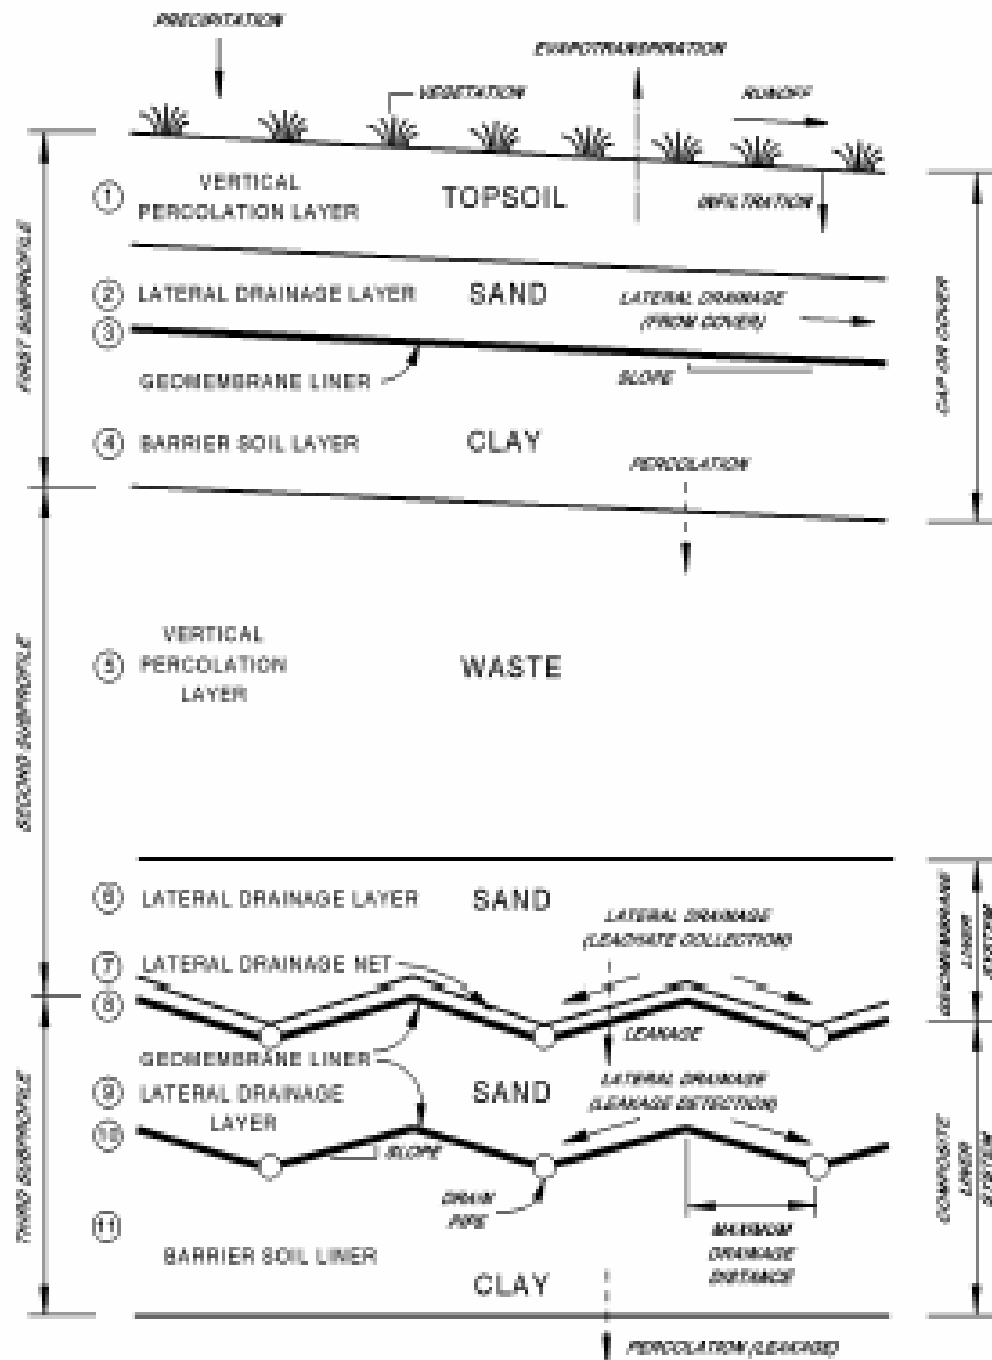 PRECIPITATION
EVAPOTRANSPIRATION
VEGETATION
RUNOFF
1
VERTICAL
PERCOLATION LAYER
TOPSOIL
INFILTRATION
2
LATERAL DRAINAGE LAYER
SAND
LATERAL DRAINAGE
(FROM COVER)
3
GEOMEMBRANE LINER
SLOPE
4
BARRIER SOIL LAYER
CLAY
PERCOLATION
FIRST SUBPROFILE
CAP OR COVER
5
VERTICAL
PERCOLATION
LAYER
WASTE
SECOND SUBPROFILE
6
LATERAL DRAINAGE LAYER
SAND
LATERAL DRAINAGE
(LEACHATE COLLECTION)
7
LATERAL DRAINAGE NET
8
GEOMEMBRANE LINER
LEAKAGE
GEOMEMBRANE
LINER
SYSTEM
9
LATERAL DRAINAGE
LAYER
SAND
LATERAL DRAINAGE
(LEAKAGE DETECTION)
10
SLOPE
DRAIN
PIPE
MAXIMUM
DRAINAGE
DISTANCE
11
BARRIER SOIL LINER
CLAY
THIRD SUBPROFILE
COMPOSITE
LINER
SYSTEM
PERCOLATION (LEAKAGE)